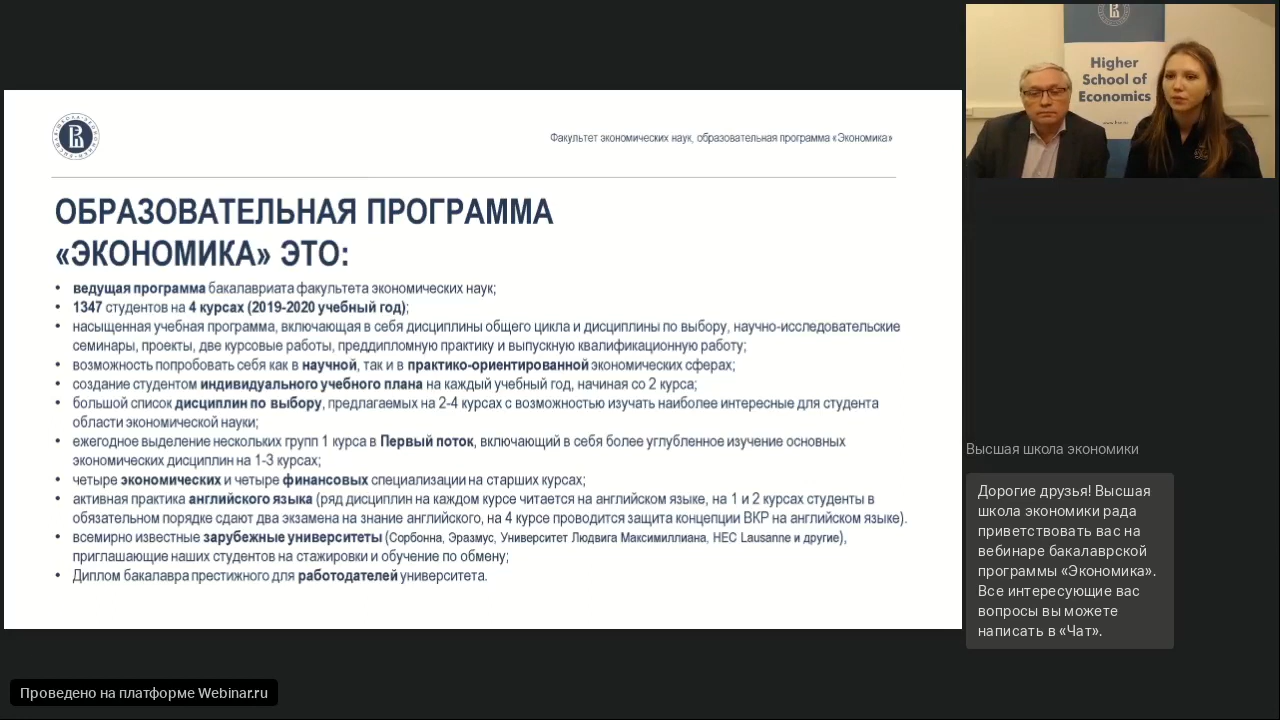 Факультет экономических наук, образовательная программа «Экономика»
ОБРАЗОВАТЕЛЬНАЯ ПРОГРАММА
«ЭКОНОМИКА» ЭТО:
• ведущая программа бакалавриата факультета экономических наук;
• 1347 студентов на 4 курсах (2019-2020 учебный год);
• насыщенная учебная программа, включающая в себя дисциплины общего цикла и дисциплины по выбору, научно-исследовательские
семинары, проекты, две курсовые работы, преддипломную практику и выпускную квалификационную работу;
• возможность попробовать себя как в научной, так и в практико-ориентированной экономических сферах;
• создание студентом индивидуального учебного плана на каждый учебный год, начиная со 2 курса;
• большой список дисциплин по выбору, предлагаемых на 2-4 курсах с возможностью изучать наиболее интересные для студента
области экономической науки;
• ежегодное выделение нескольких групп 1 курса в Первый поток, включающий в себя более углубленное изучение основных
экономических дисциплин на 1-3 курсах;
• четыре экономических и четыре финансовых специализации на старших курсах;
• активная практика английского языка (ряд дисциплин на каждом курсе читается на английском языке, на 1 и 2 курсах студенты в
обязательном порядке сдают два экзамена на знание английского, на 4 курсе проводится защита концепции ВКР на английском языке).
• всемирно известные зарубежные университеты (Сорбонна, Эразмус, Университет Людвига Максимиллиана, HEC Lausanne и другие),
приглашающие наших студентов на стажировки и обучение по обмену;
• Диплом бакалавра престижного для работодателей университета.
Higher
School of
Economics
Высшая школа экономики
Дорогие друзья! Высшая
школа экономики рада
приветствовать вас на
вебинаре бакалаврской
программы «Экономика».
Все интересующие вас
вопросы вы можете
написать в «Чат».
Проведено на платформе Webinar.ru